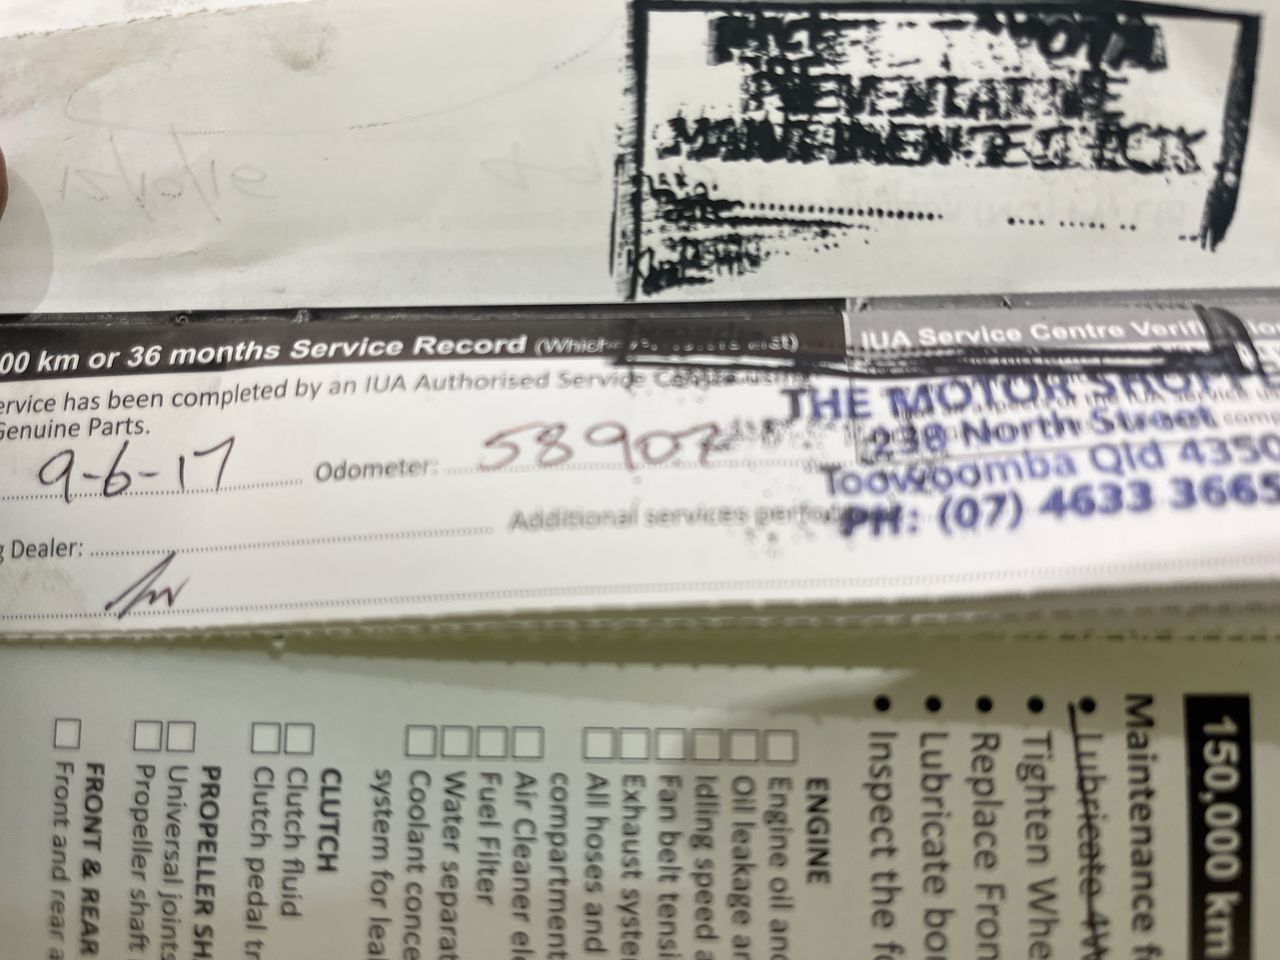 PREVENTATIVE
00 km or 36 months Service Record
IUA Service Centre
ervice has been completed by an IUA Authorised Service
Genuine Parts.
9-6-17 Odometer: 58907
THE MOTOR
238 North Street
Toowoomba Qld 4350
PH: (07) 4633 3665
Additional services
Dealer:
150,000 km
Maintenance f
• Lubricate 4W
• Tighten Whe
• Replace Fron
• Lubricate bo
• Inspect the f
ENGINE
Engine oil and
Oil leakage a
Idling speed a
Fan belt tensi
Exhaust syste
All hoses and
compartment
Air Cleaner el
Fuel Filter
Water separat
Coolant conce
system for lea
CLUTCH
Clutch fluid
Clutch pedal tr
PROPELLER SH
Universal joints
Propeller shaft
FRONT & REAR
Front and rear a